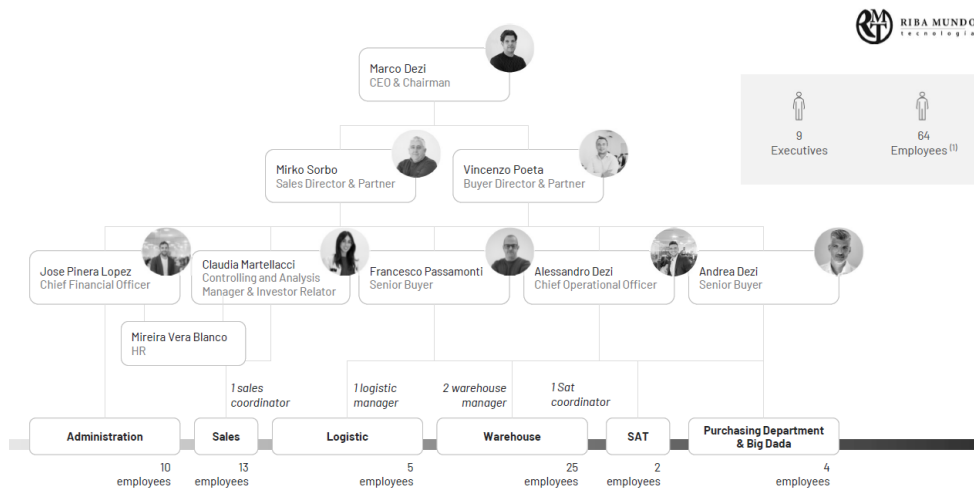 RMT
RIBA MUNDO
tecnología
Marco Dezi
CEO & Chairman
9
Executives
64
Employees (1)
Mirko Sorbo
Sales Director & Partner
Vincenzo Poeta
Buyer Director & Partner
Jose Pinera Lopez
Chief Financial Officer
Claudia Martellacci
Controlling and Analysis
Manager & Investor Relator
Francesco Passamonti
Senior Buyer
Alessandro Dezi
Chief Operational Officer
Andrea Dezi
Senior Buyer
Mireira Vera Blanco
HR
1 sales
coordinator
1 logistic
manager
2 warehouse
manager
1 Sat
coordinator
Administration
Sales
Logistic
Warehouse
SAT
Purchasing Department
& Big Dada
10
employees
13
employees
5
employees
25
employees
2
employees
4
employees